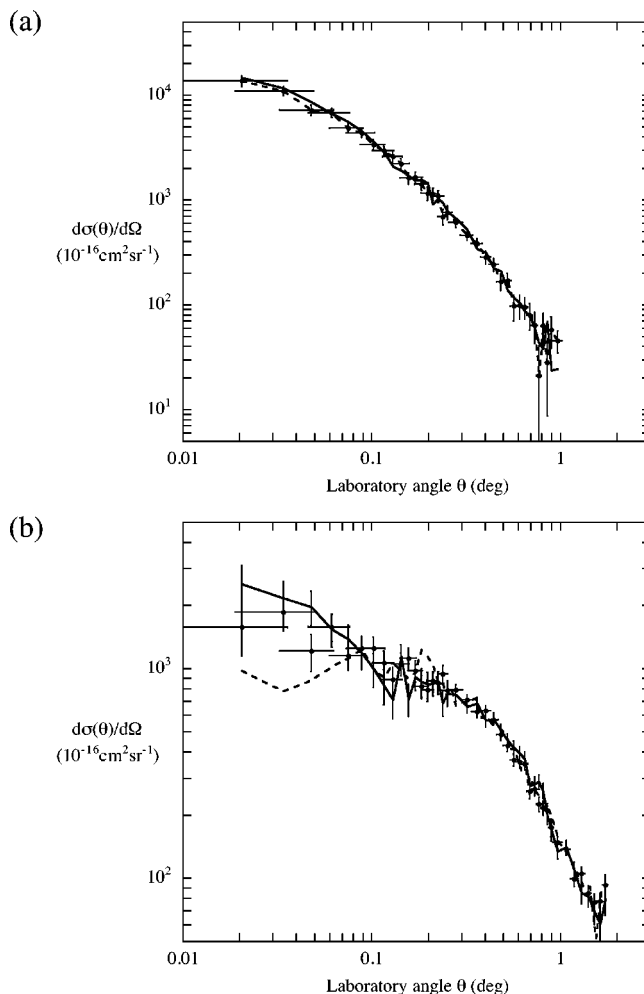 (a)
10⁴
10³
10²
10¹
dσ(θ)/dΩ
(10⁻¹⁶cm²sr⁻¹)
0.01
0.1
1
Laboratory angle θ (deg)
(b)
10³
10²
dσ(θ)/dΩ
(10⁻¹⁶cm²sr⁻¹)
0.01
0.1
1
Laboratory angle θ (deg)